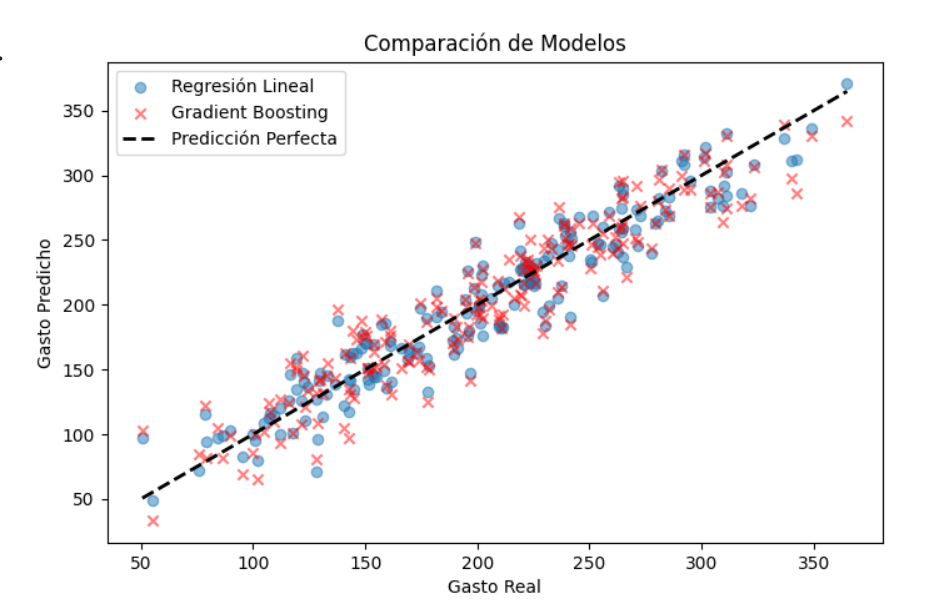 .
Comparación de Modelos
Regresión Lineal
Gradient Boosting
Predicción Perfecta
350
300
250
200
150
100
50
Gasto Predicho
50 100 150 200 250 300 350
Gasto Real